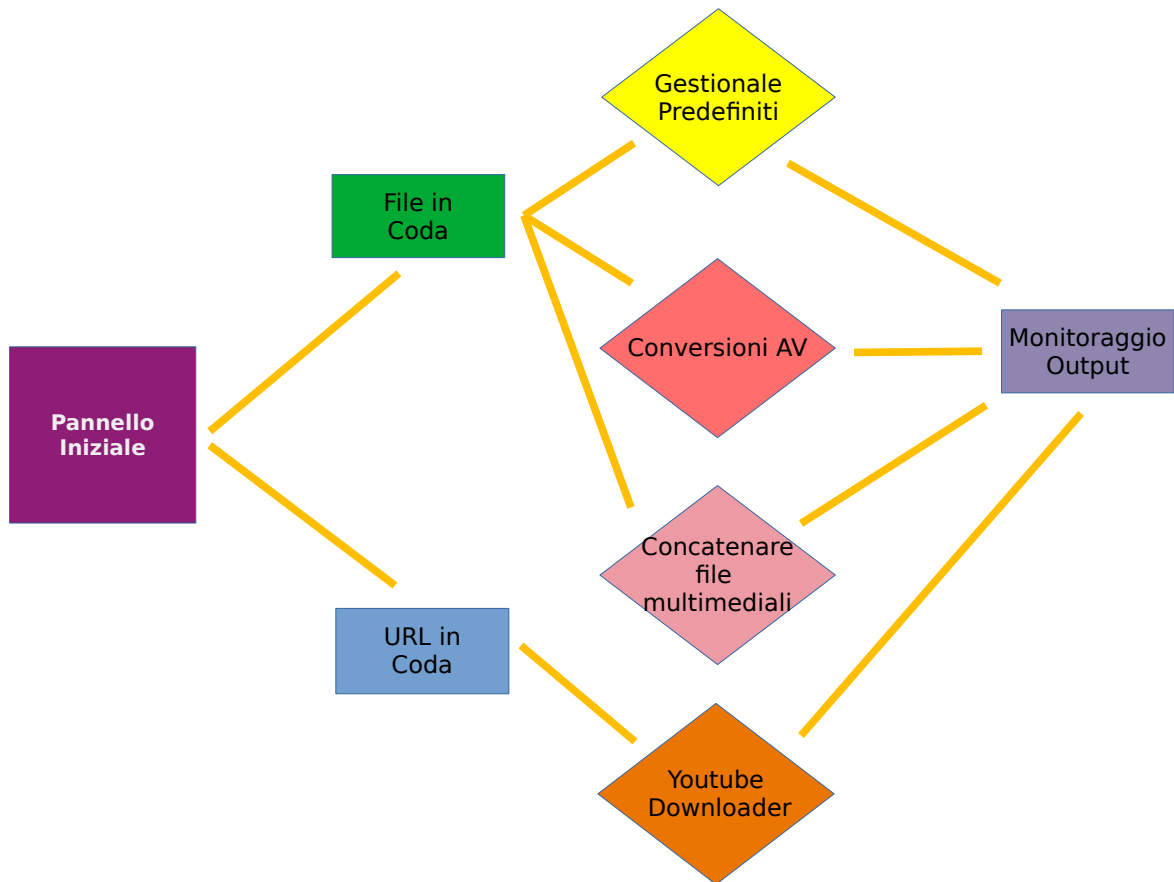 Gestionale
Predefiniti
File in
Coda
Conversioni AV
Monitoraggio
Output
Pannello
Iniziale
Concatenare
file
multimediali
URL in
Coda
Youtube
Downloader